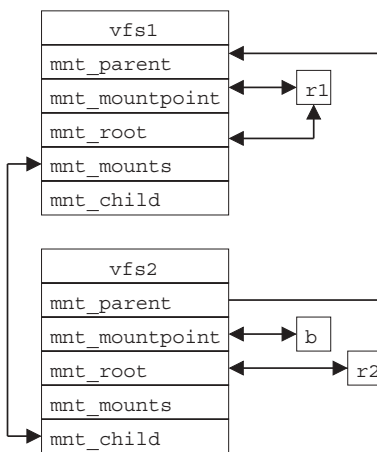 vfs1
mnt_parent
mnt_mountpoint
r1
mnt_root
mnt_mounts
mnt_child
vfs2
mnt_parent
mnt_mountpoint
b
mnt_root
r2
mnt_mounts
mnt_child